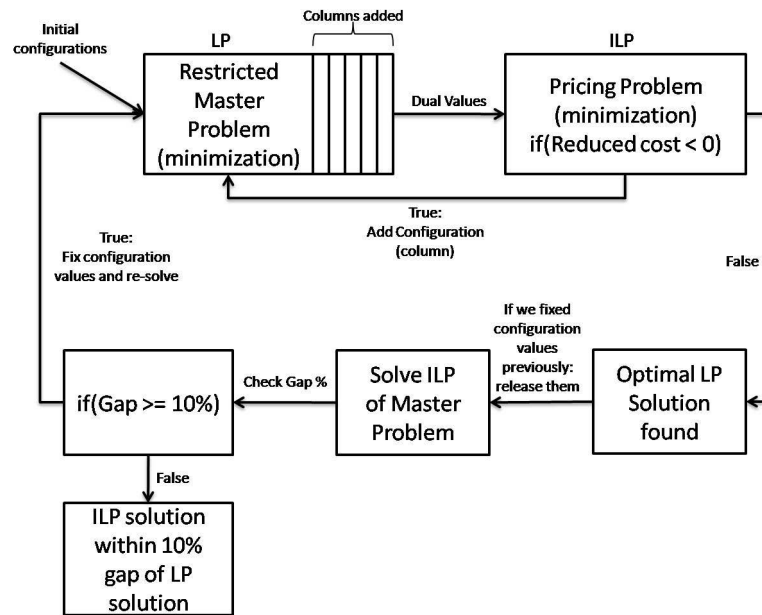 Columns added
Initial
configurations
LP
ILP
Restricted
Master
Problem
(minimization)
Dual Values
Pricing Problem
(minimization)
if(Reduced cost < 0)
True:
Add Configuration
(column)
True:
Fix configuration
values and re-solve
False
If we fixed
configuration
values
previously:
release them
if(Gap >= 10%)
Check Gap %
Solve ILP
of Master
Problem
Optimal LP
Solution
found
False
ILP solution
within 10%
gap of LP
solution